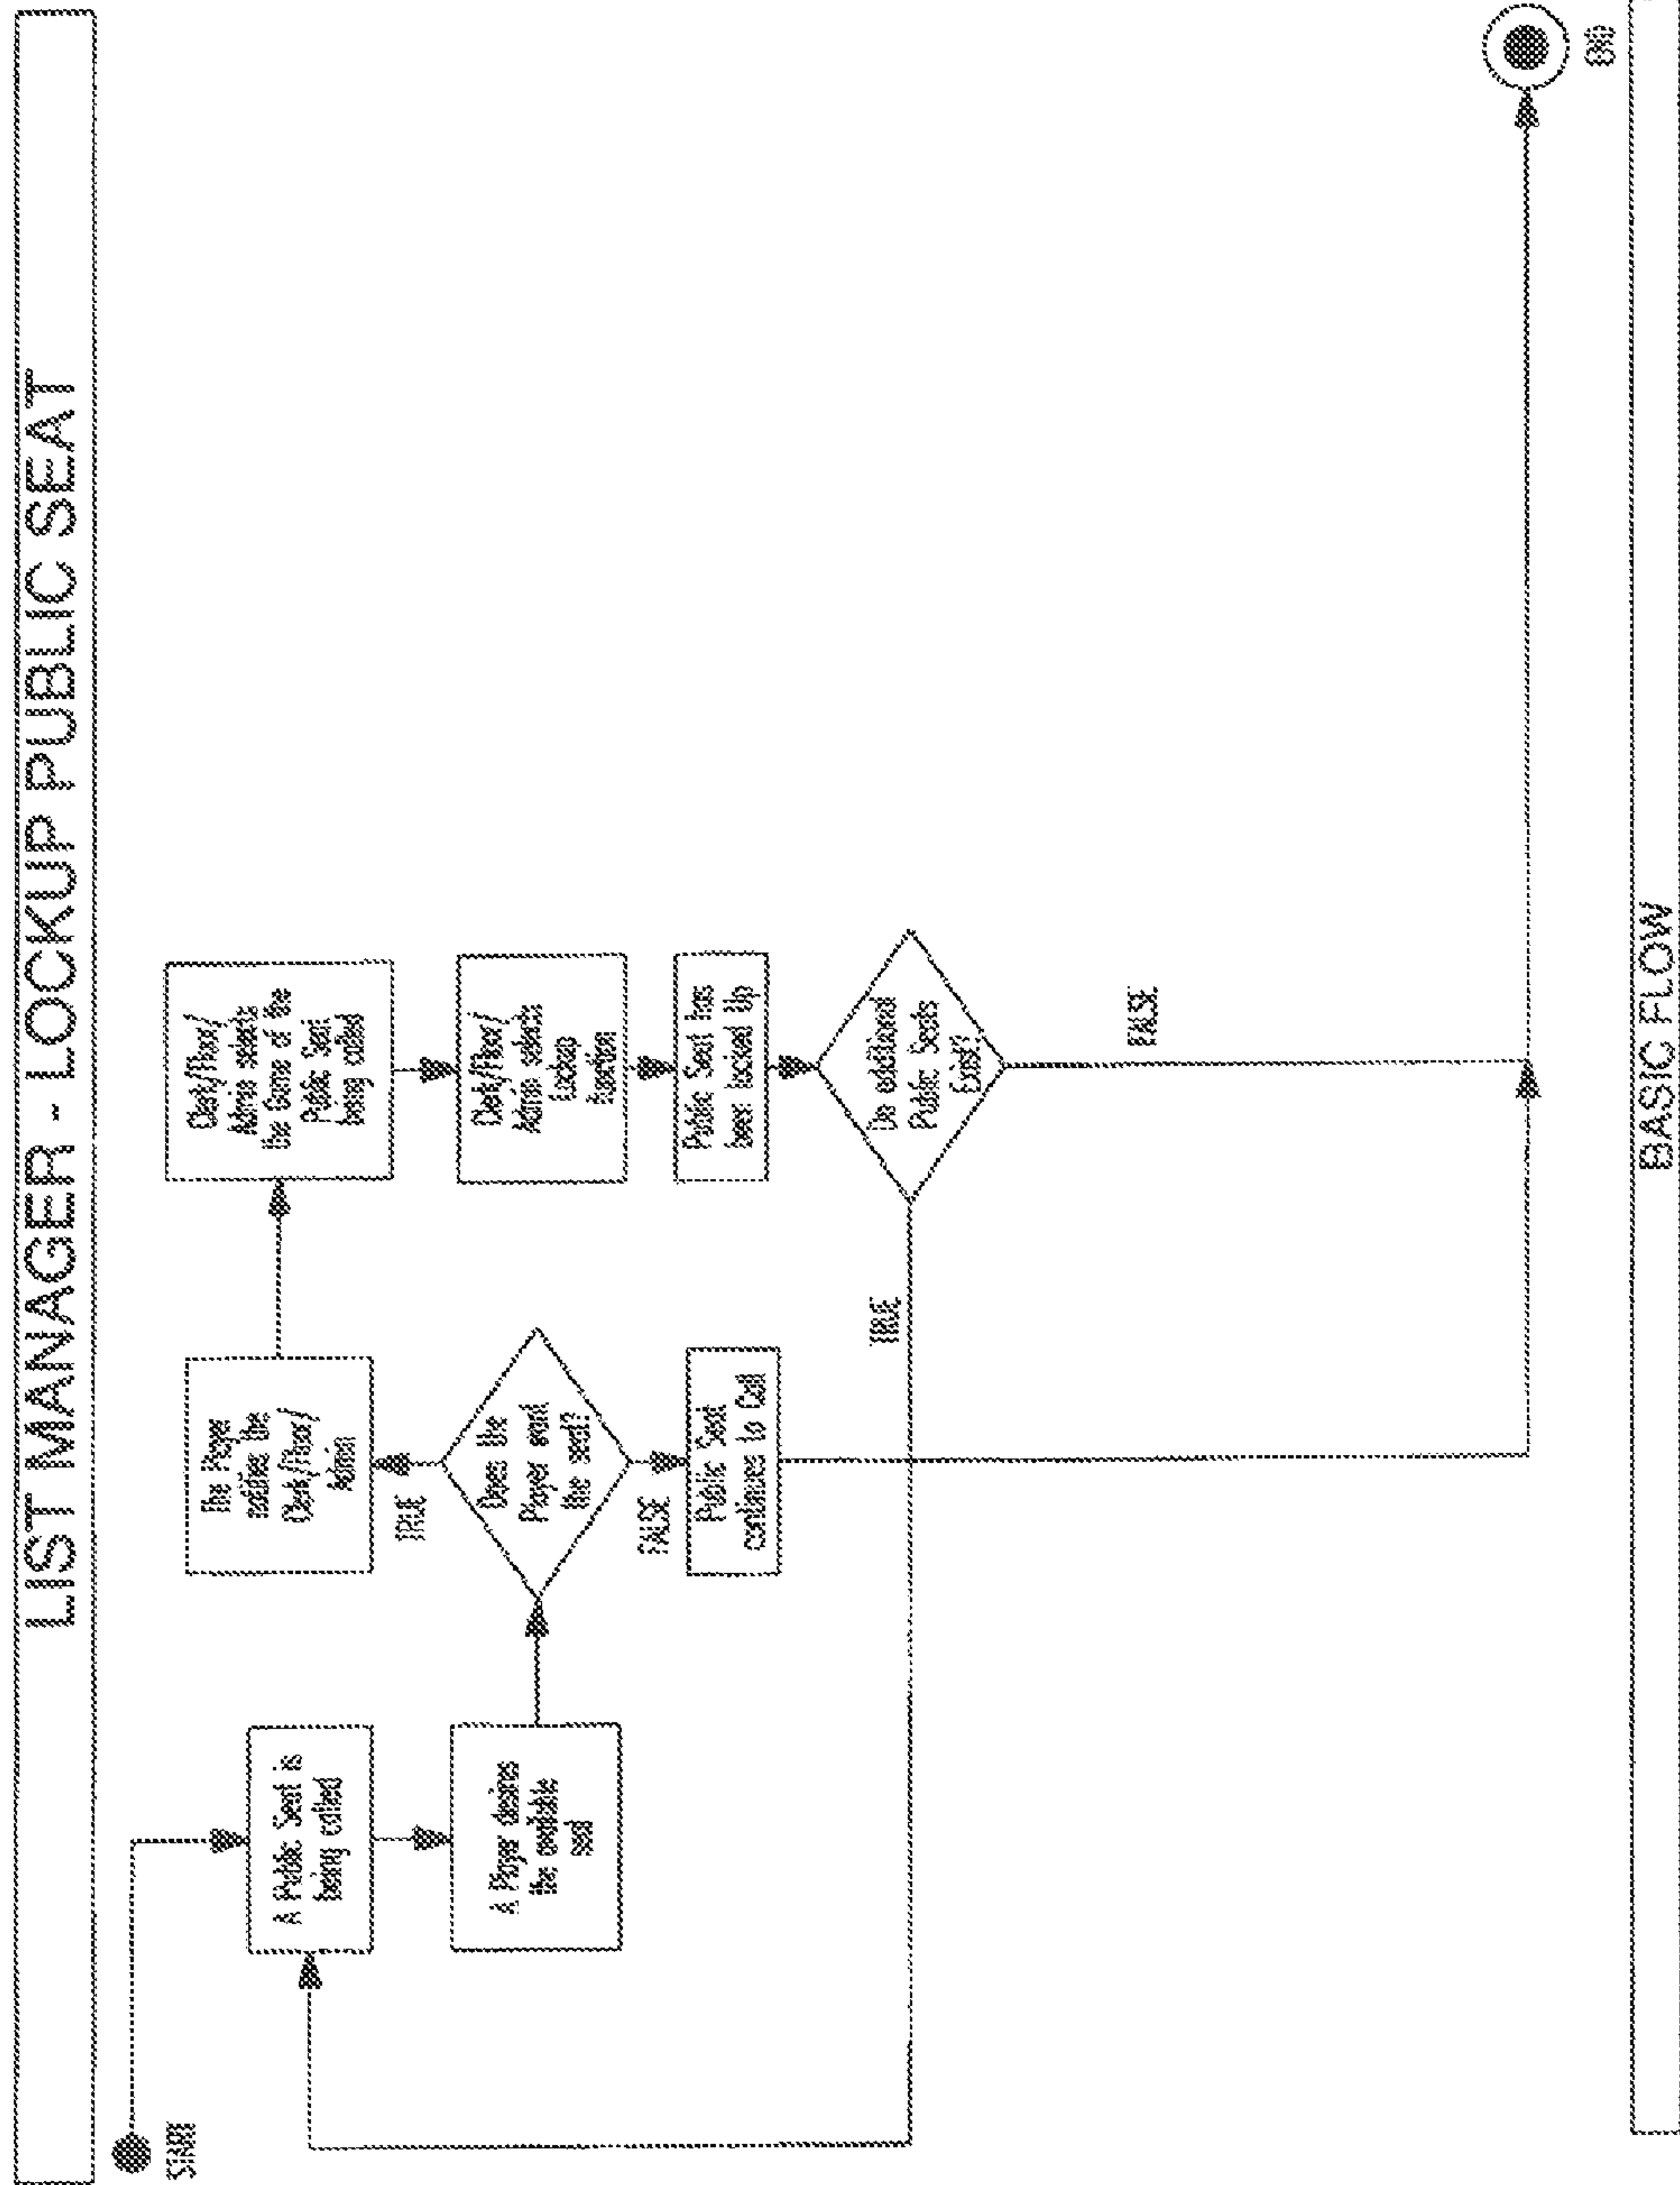 LIST MANAGER - LOCKUP PUBLIC SEAT
START
A Public Seat is
being called
A Player desires
the available
seat
Does the
Player want
the seat?
TRUE
The Player
notifies the
Clerk/Floor/
Admin
FALSE
Public Seat
continues to Call
Clerk/Floor/
Admin selects
the Game of the
Public Seat
being called
Clerk/Floor/
Admin selects
Lockup
function
Public Seat has
been locked Up
Do additional
Public Seats
Exist?
TRUE
FALSE
END
BASIC FLOW